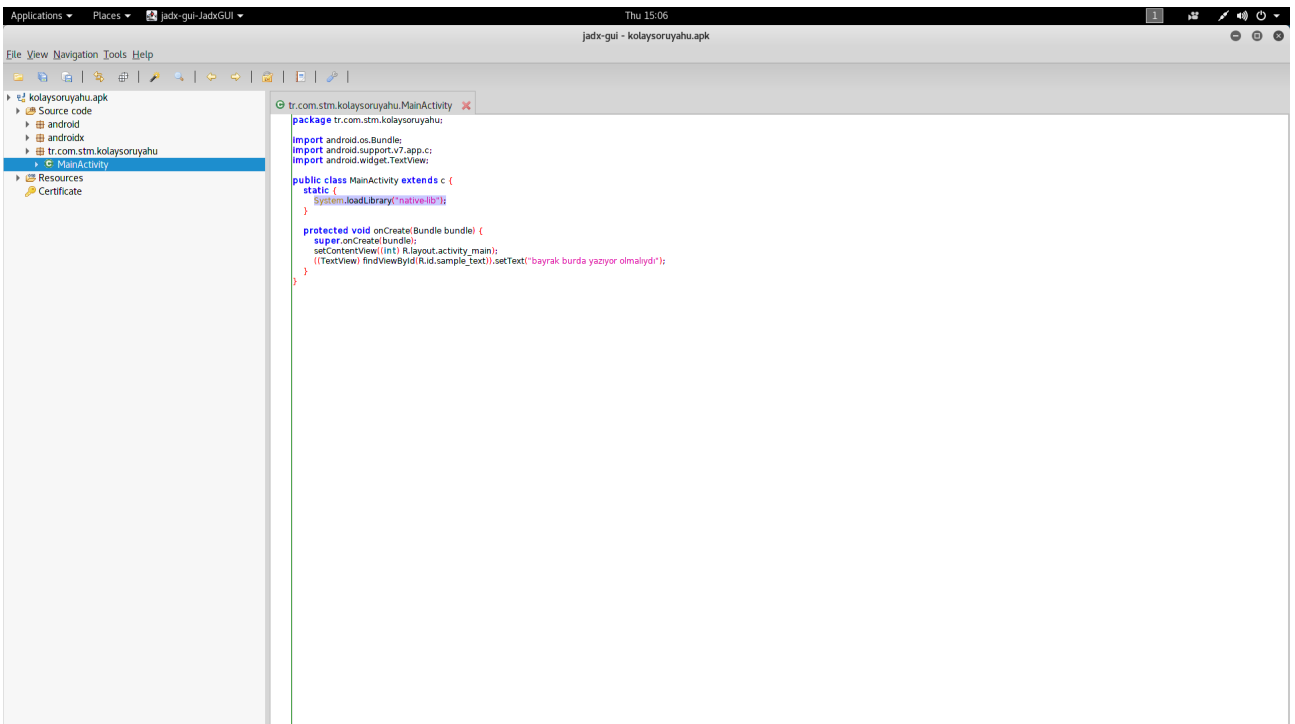 Applications Places jadx-gui-JadxGUI Thu 15:06 1
jadx-gui - kolaysoruyahu.apk
File View Navigation Tools Help
kolaysoruyahu.apk
Source code
android
androidx
tr.com.stm.kolaysoruyahu
MainActivity
Resources
Certificate
tr.com.stm.kolaysoruyahu.MainActivity
package tr.com.stm.kolaysoruyahu;
import android.os.Bundle;
import android.support.v7.app.c;
import android.widget.TextView;
public class MainActivity extends c {
static {
System.loadLibrary("native-lib");
}
protected void onCreate(Bundle bundle) {
super.onCreate(bundle);
setContentView((int) R.layout.activity_main);
((TextView) findViewById(R.id.sample_text)).setText("bayrak burda yazıyor olmalıydı");
}
}